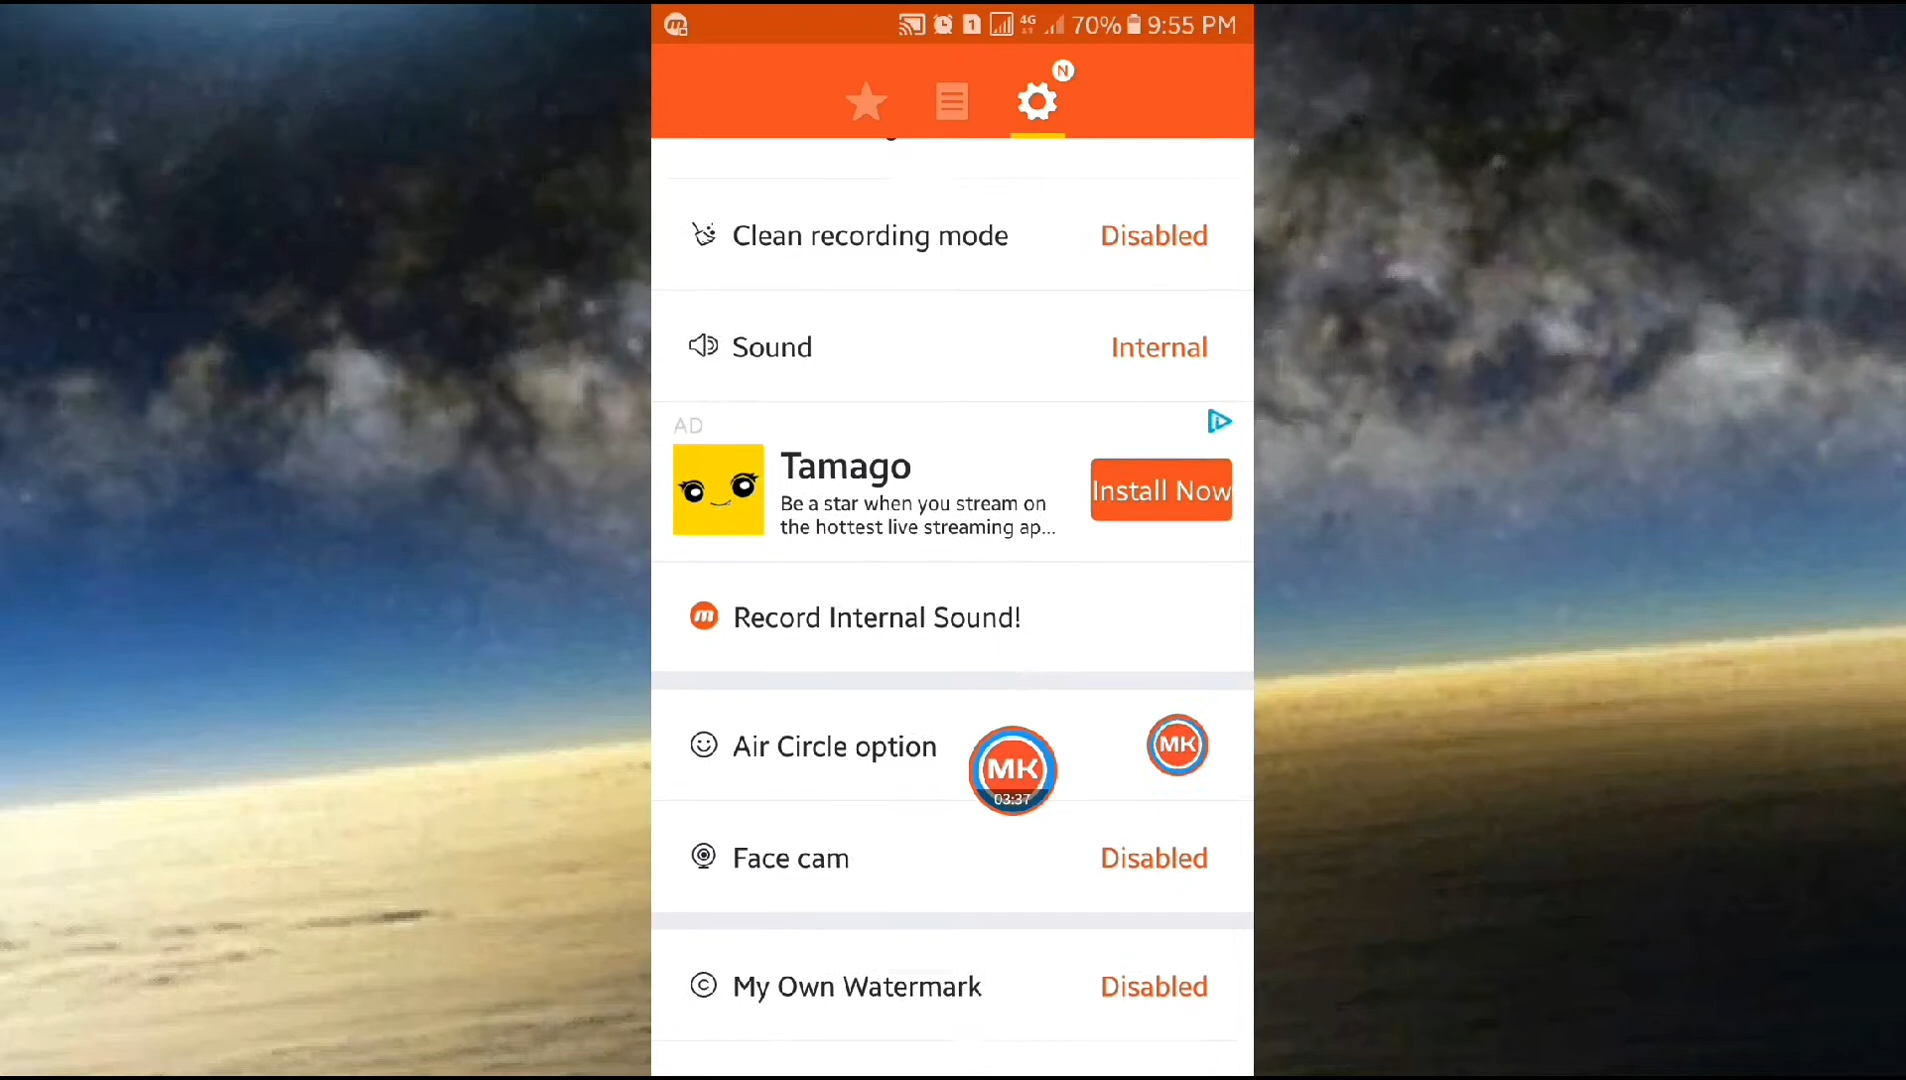 1 4G 70% 9:55 PM
N
Clean recording mode Disabled
Sound Internal
AD
Tamago
Be a star when you stream on
the hottest live streaming ap...
Install Now
m Record Internal Sound!
Air Circle option MK MK
03:37
Face cam Disabled
My Own Watermark Disabled